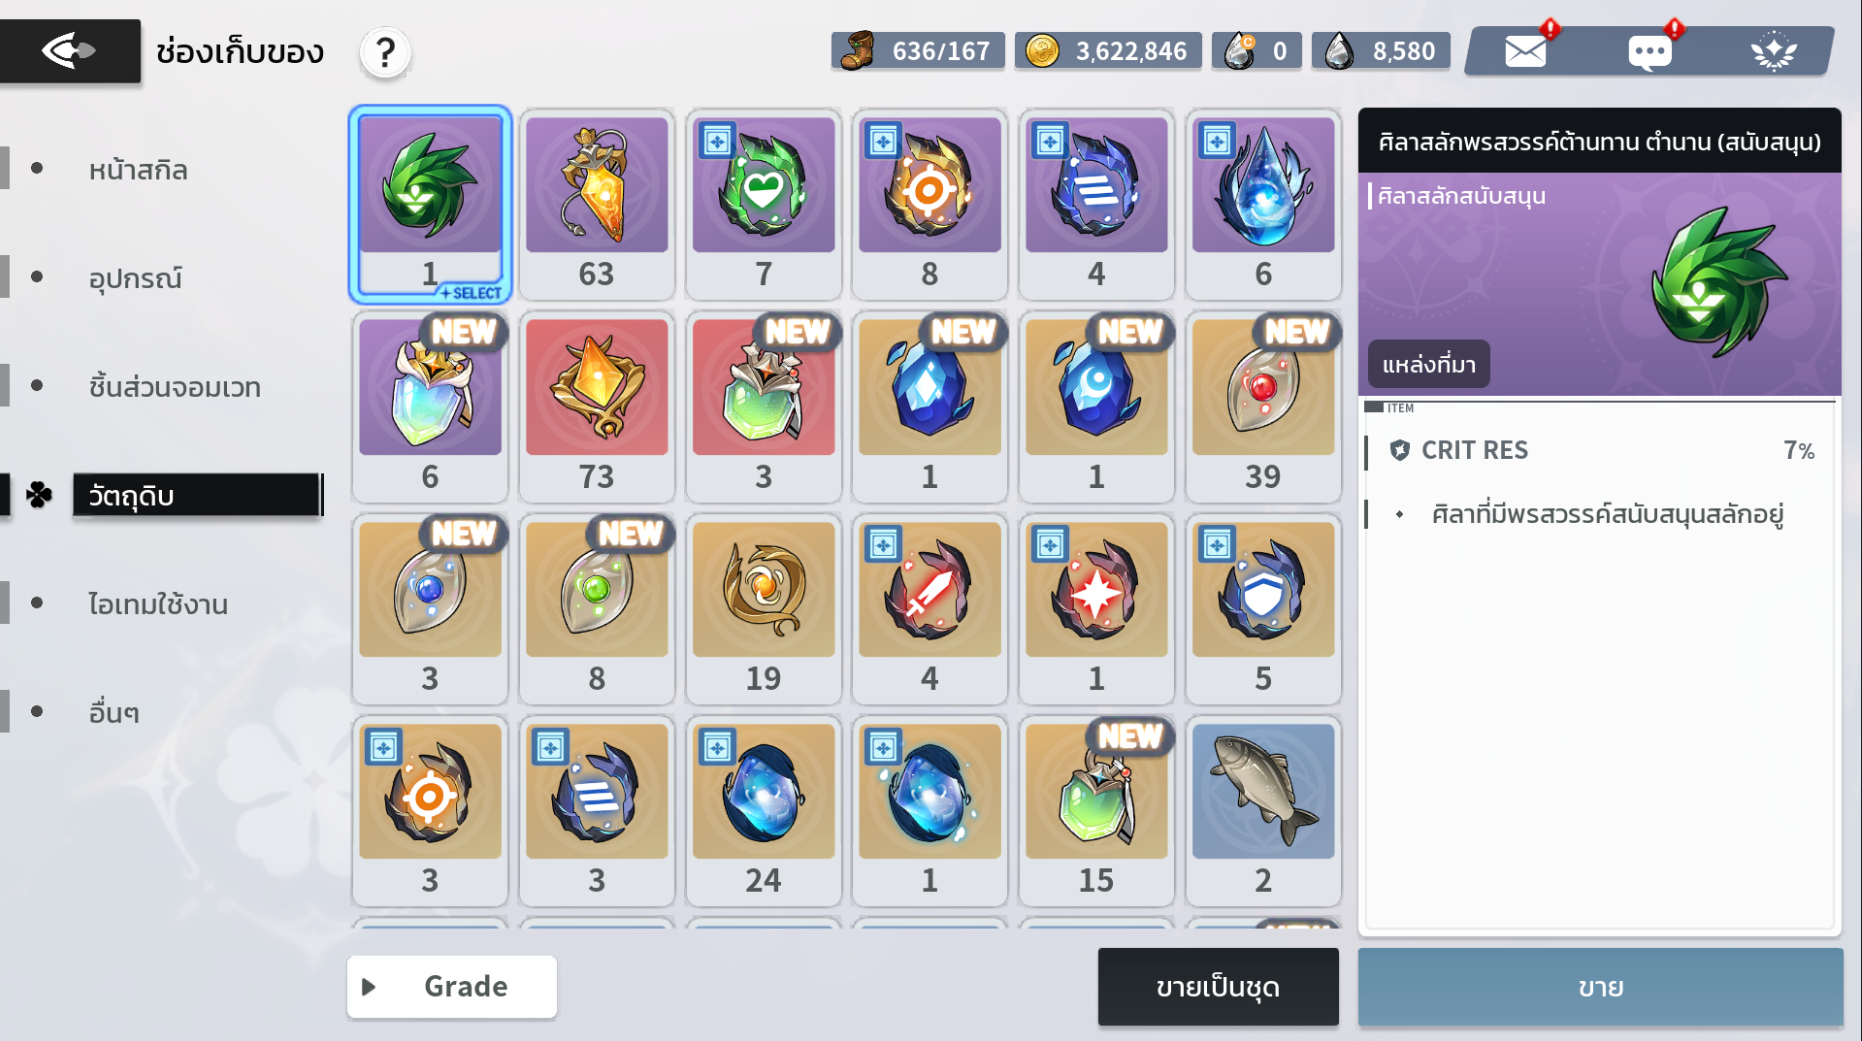 ช่องเก็บของ
?
636/167
3,622,846
C
0
8,580
หน้าสกิล
อุปกรณ์
ชิ้นส่วนจอมเวท
วัตถุดิบ
ไอเทมใช้งาน
อื่นๆ
1
+SELECT
63
7
8
4
6
NEW
NEW
NEW
NEW
NEW
6
73
3
1
1
39
NEW
NEW
3
8
19
4
1
5
NEW
3
3
24
1
15
2
Grade
ขายเป็นชุด
ศิลาสลักพรสวรรค์ต้านทาน ตำนาน (สนับสนุน)
ศิลาสลักสนับสนุน
แหล่งที่มา
ITEM
CRIT RES 7%
ศิลาที่มีพรสวรรค์สนับสนุนสลักอยู่
ขาย